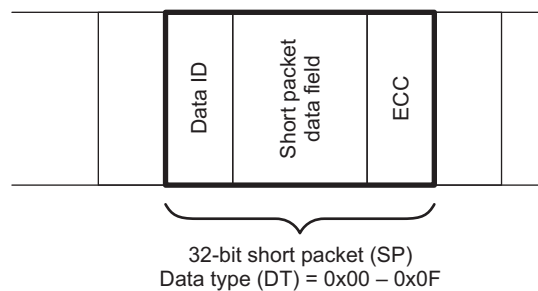 Data ID
Short packet
data field
ECC
32-bit short packet (SP)
Data type (DT) = 0x00 – 0x0F